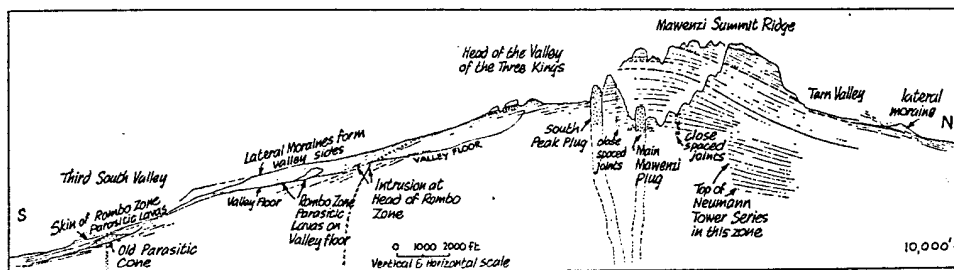 Mawenzi Summit Ridge
Head of the Valley
of the Three Kings
Tarn Valley
lateral
moraine
N
South
Peak Plug
close
spaced
joints
Main
Mawenzi
Plug
close
spaced
joints
Top of
Neumann
Tower Series
in this zone
Lateral Moraines form
valley sides
VALLEY FLOOR
Third South Valley
S
Skin of Rombo Zone
Parasitic Lavas
Valley floor
Rombo Zone
Parasitic
Lavas on
Valley floor
Intrusion at
Head of Rombo
Zone
Old Parasitic
Cone
0 1000 2000 ft
Vertical & Horizontal Scale
10,000'